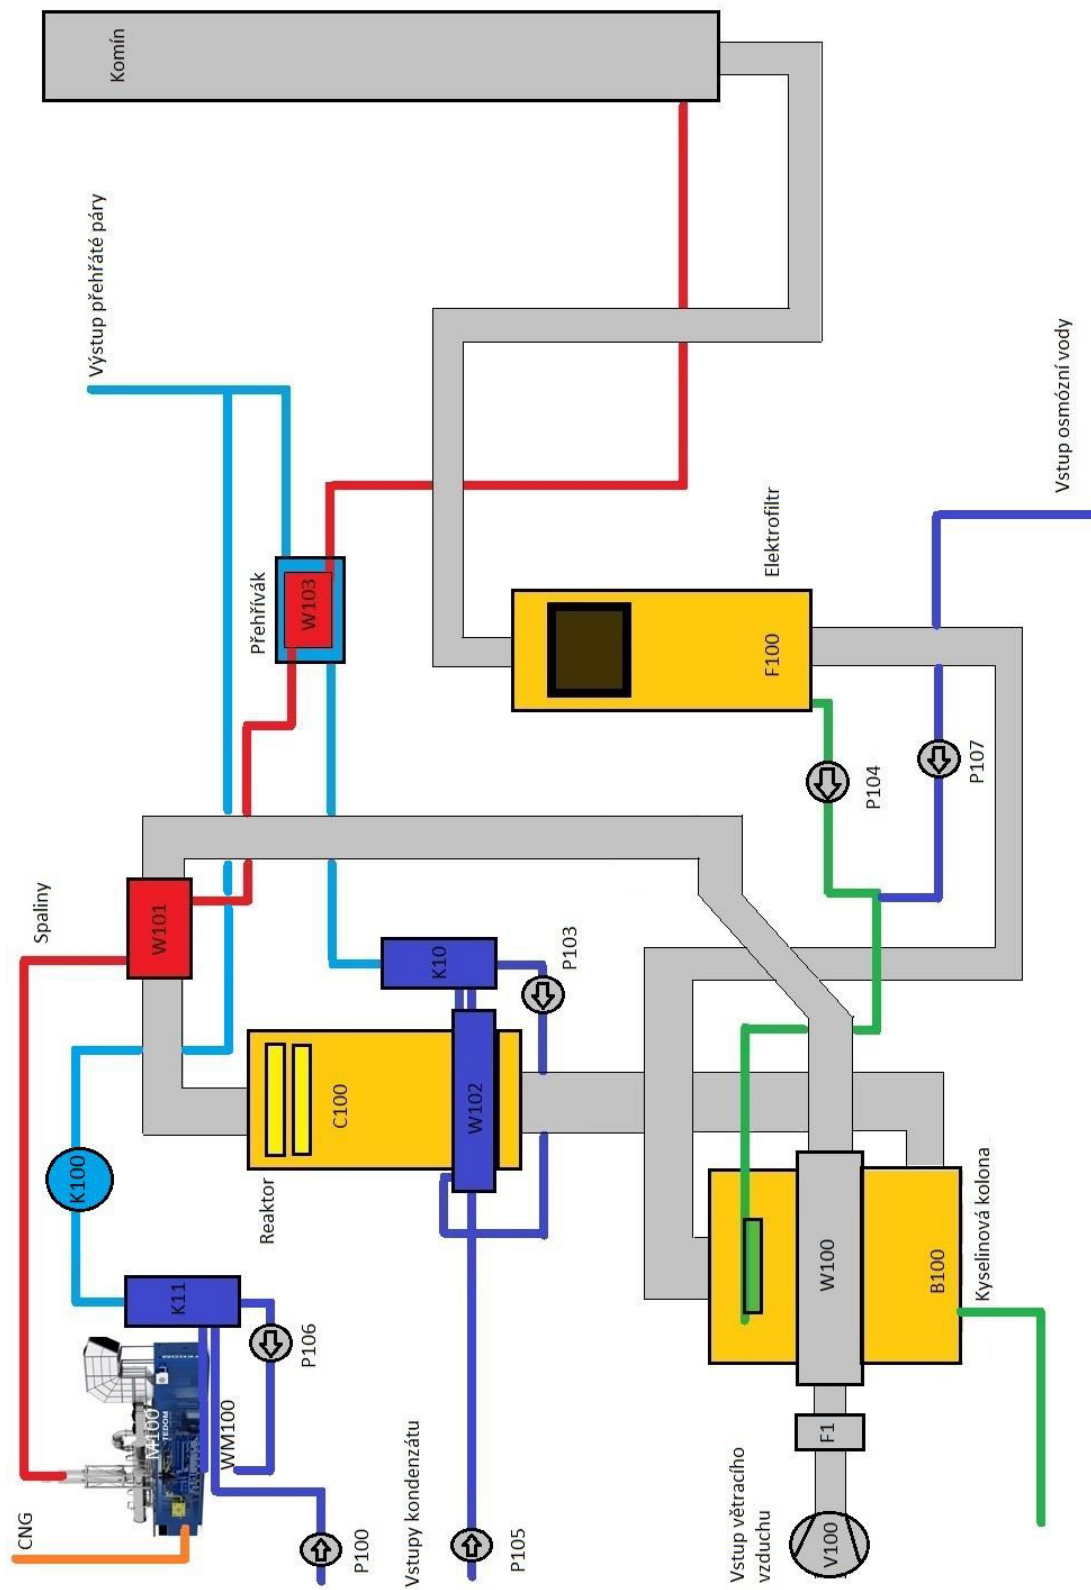 CNG
Spaliny
Výstup přehřáté páry
Komín
K100
M100
TEDOM
W101
K11
WM100
Přehřívák
Reaktor
W103
P106
C100
P100
Vstupy kondenzátu
K10
W102
P105
P103
Vstup větracího
vzduchu
Elektrofiltr
F100
V100
F1
W100
P104
B100
P107
Kyselinová kolona
Vstup osmózní vody